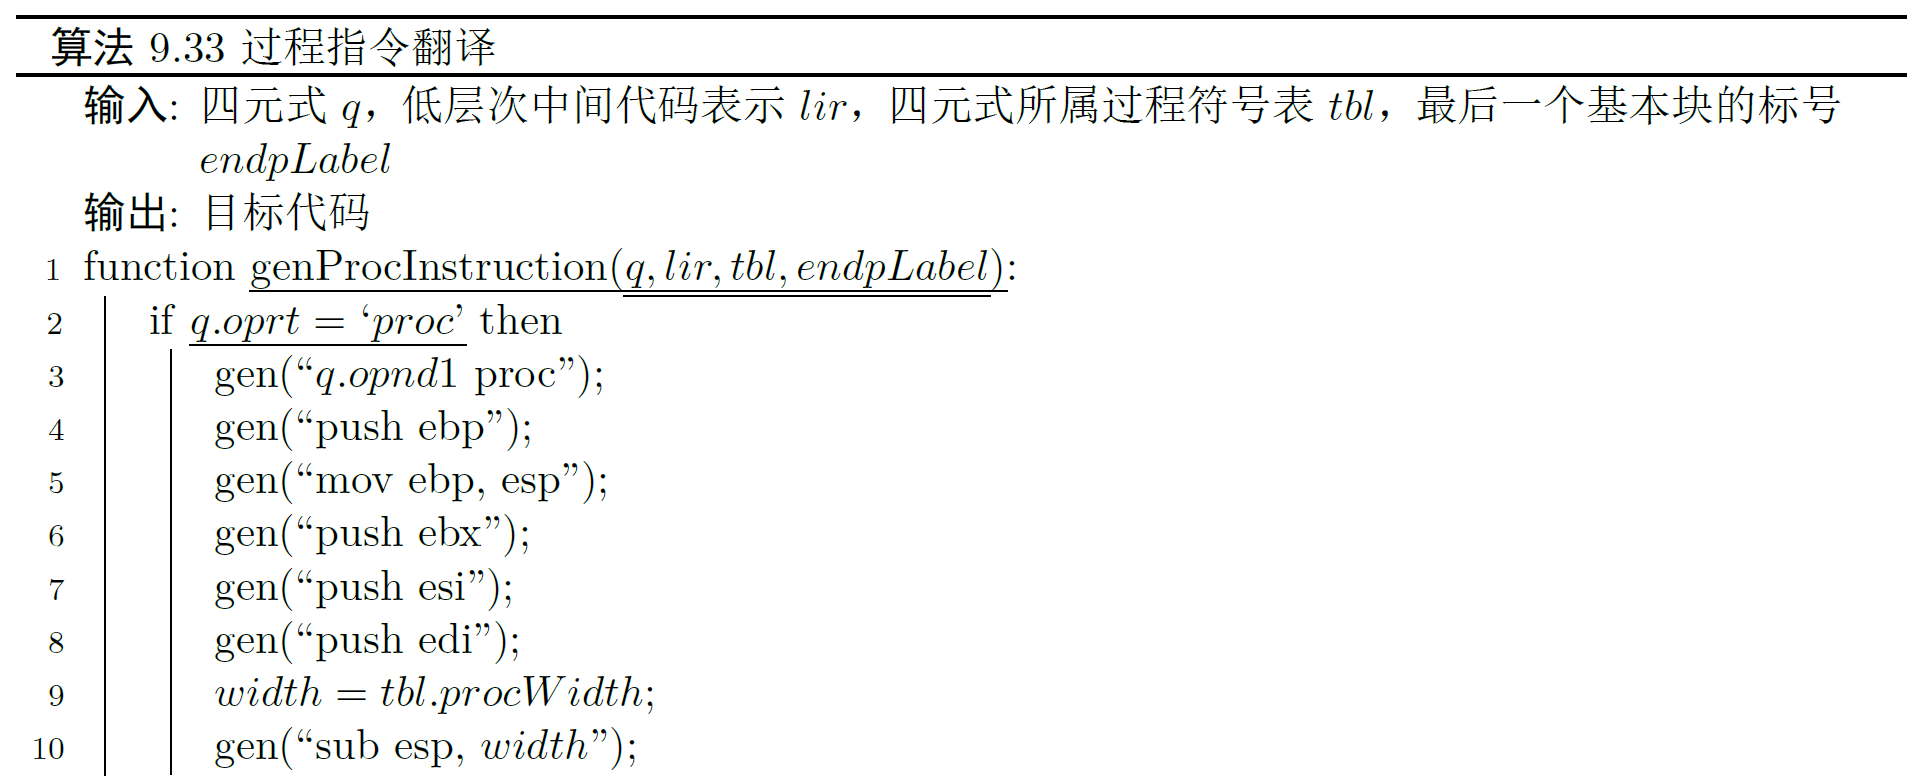 算法 9.33 过程指令翻译
输入: 四元式 q，低层次中间代码表示 lir，四元式所属过程符号表 tbl，最后一个基本块的标号
endpLabel
输出: 目标代码
1 function genProcInstruction(q, lir, tbl, endpLabel):
2 if q.oprt = ‘proc’ then
3 gen(“q.opnd1 proc”);
4 gen(“push ebp”);
5 gen(“mov ebp, esp”);
6 gen(“push ebx”);
7 gen(“push esi”);
8 gen(“push edi”);
9 width = tbl.procWidth;
10 gen(“sub esp, width”);